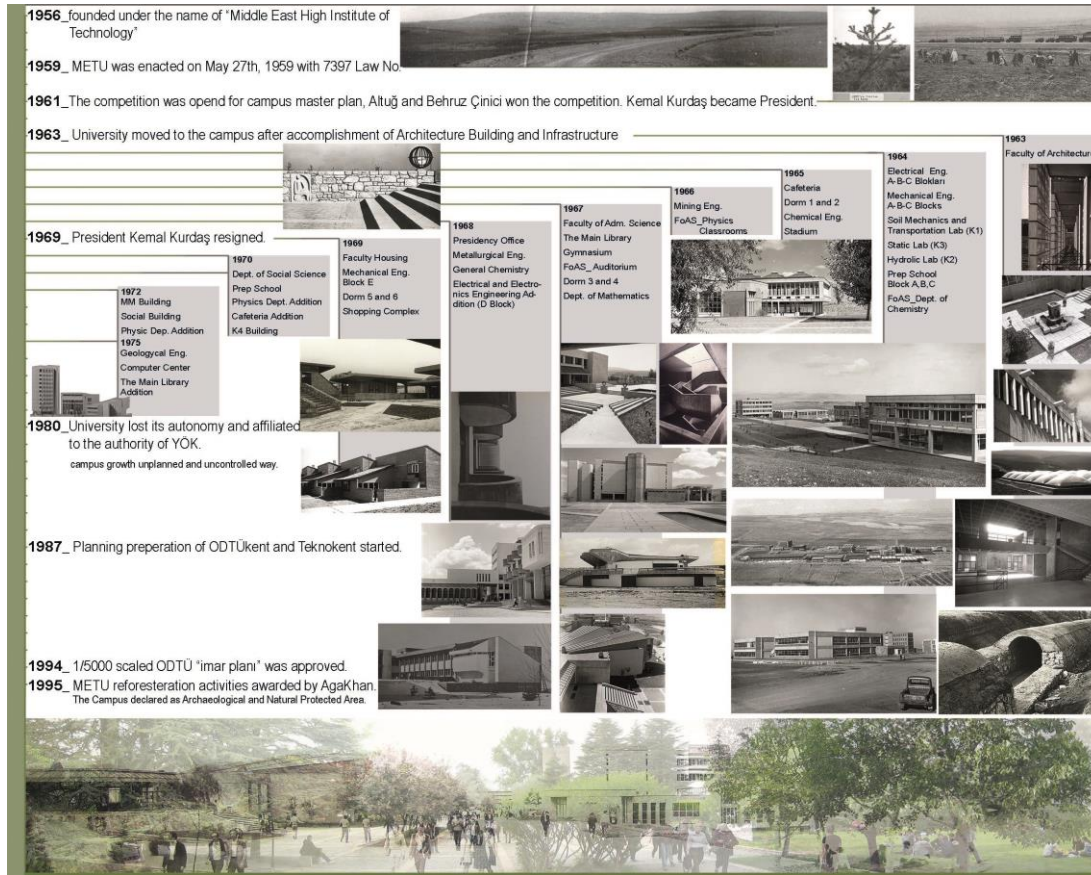 1956_founded under the name of "Middle East High Institute of
Technology"
1959_ METU was enacted on May 27th, 1959 with 7397 Law No.
1961_ The competition was opend for campus master plan, Altuğ and Behruz Çinici won the competition. Kemal Kurdaş became President.
1963_ University moved to the campus after accomplishment of Architecture Building and Infrastructure
1963
Faculty of Architecture
1964
Electrical Eng.
A-B-C Blokları
Mechanical Eng.
A-B-C Blocks
Soil Mechanics and
Transportation Lab (K1)
Static Lab (K3)
Hydrolic Lab (K2)
Prep School
Block A,B,C
FoAS_Dept. of
Chemistry
1965
Cafeteria
Dorm 1 and 2
Chemical Eng.
Stadium
1966
Mining Eng.
FoAS_Physics
Classrooms
1967
Faculty of Adm. Science
The Main Library
Gymnasium
FoAS_ Auditorium
Dorm 3 and 4
Dept. of Mathematics
1968
Presidency Office
Metallurgical Eng.
General Chemistry
Electrical and Electro-
nics Engineering Ad-
dition (D Block)
1969_ President Kemal Kurdaş resigned.
1969
Faculty Housing
Mechanical Eng.
Block E
Dorm 5 and 6
Shopping Complex
1970
Dept. of Social Science
Prep School
Physics Dept. Addition
Cafeteria Addition
K4 Building
1972
MM Building
Social Building
Physic Dep. Addition
1975
Geologycal Eng.
Computer Center
The Main Library
Addition
1980_University lost its autonomy and affiliated
to the authority of YÖK.
campus growth unplanned and uncontrolled way.
1987_ Planning preperation of ODTÜkent and Teknokent started.
1994_ 1/5000 scaled ODTÜ "imar planı" was approved.
1995_ METU reforesteration activities awarded by AgaKhan.
The Campus declared as Archaeological and Natural Protected Area.